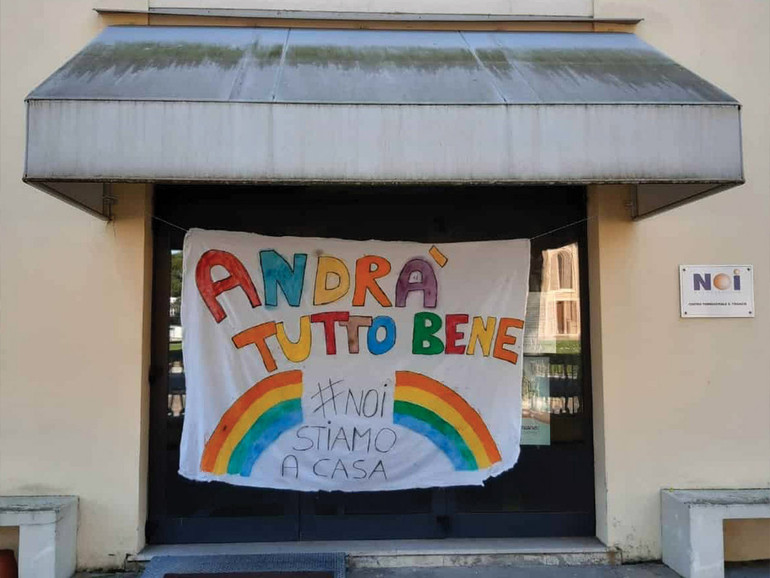 ANDRÀ
TUTTO BENE
#NOI
STIAMO
A CASA
NOI